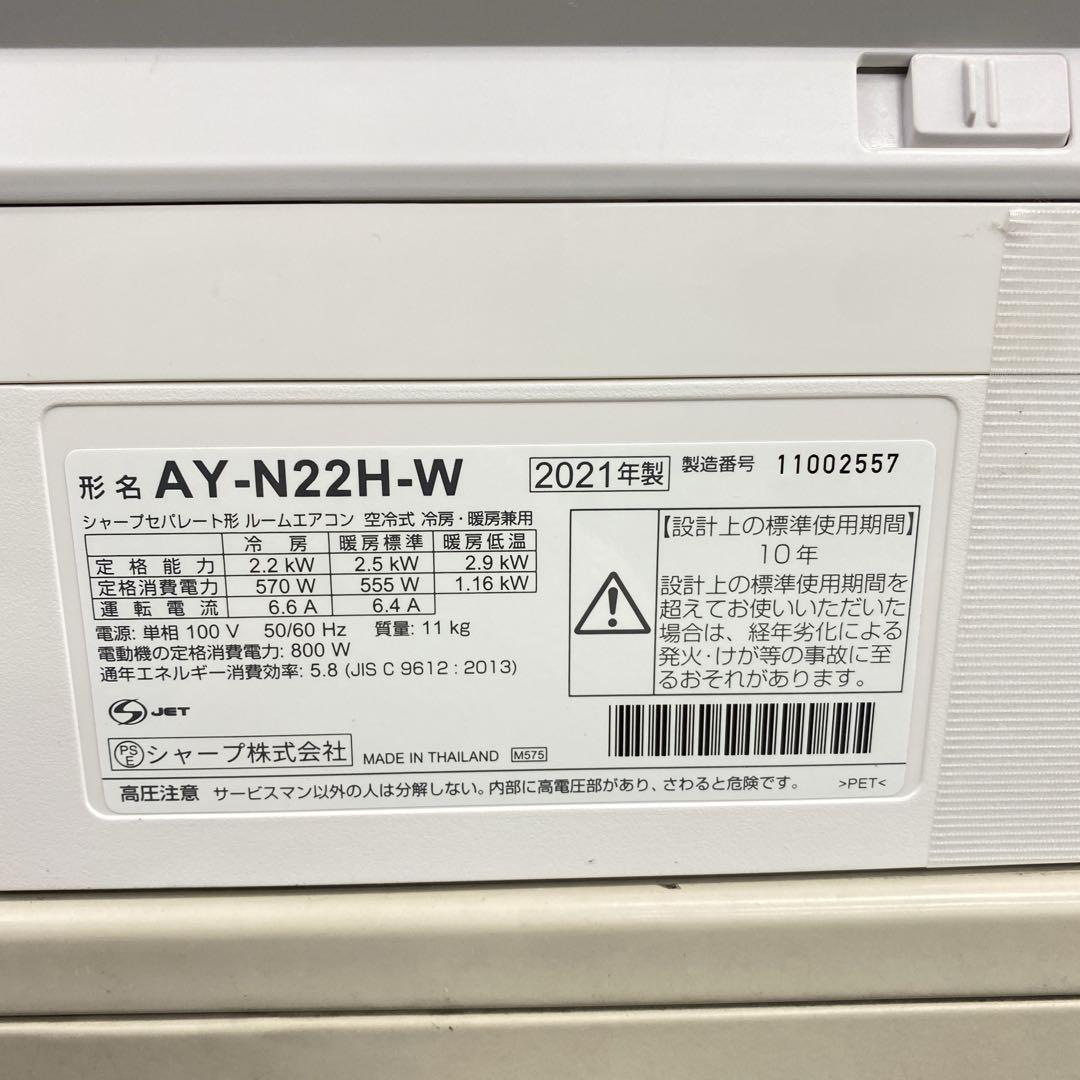 形名 AY-N22H-W 2021年製 製造番号 11002557
シャープセパレート形 ルームエアコン 空冷式 冷房・暖房兼用
冷房 暖房標準 暖房低温
定格能力 2.2 kW 2.5 kW 2.9 kW
定格消費電力 570 W 555 W 1.16 kW
運転電流 6.6 A 6.4 A
電源: 単相 100 V 50/60 Hz 質量: 11 kg
電動機の定格消費電力: 800 W
通年エネルギー消費効率: 5.8 (JIS C 9612 : 2013)
【設計上の標準使用期間】
10年
設計上の標準使用期間を
超えてお使いいただいた
場合は、経年劣化による
発火・けが等の事故に至
るおそれがあります。
S JET
PSE シャープ株式会社 MADE IN THAILAND M575
高圧注意 サービスマン以外の人は分解しない。内部に高電圧部があり、さわると危険です。 >PET<